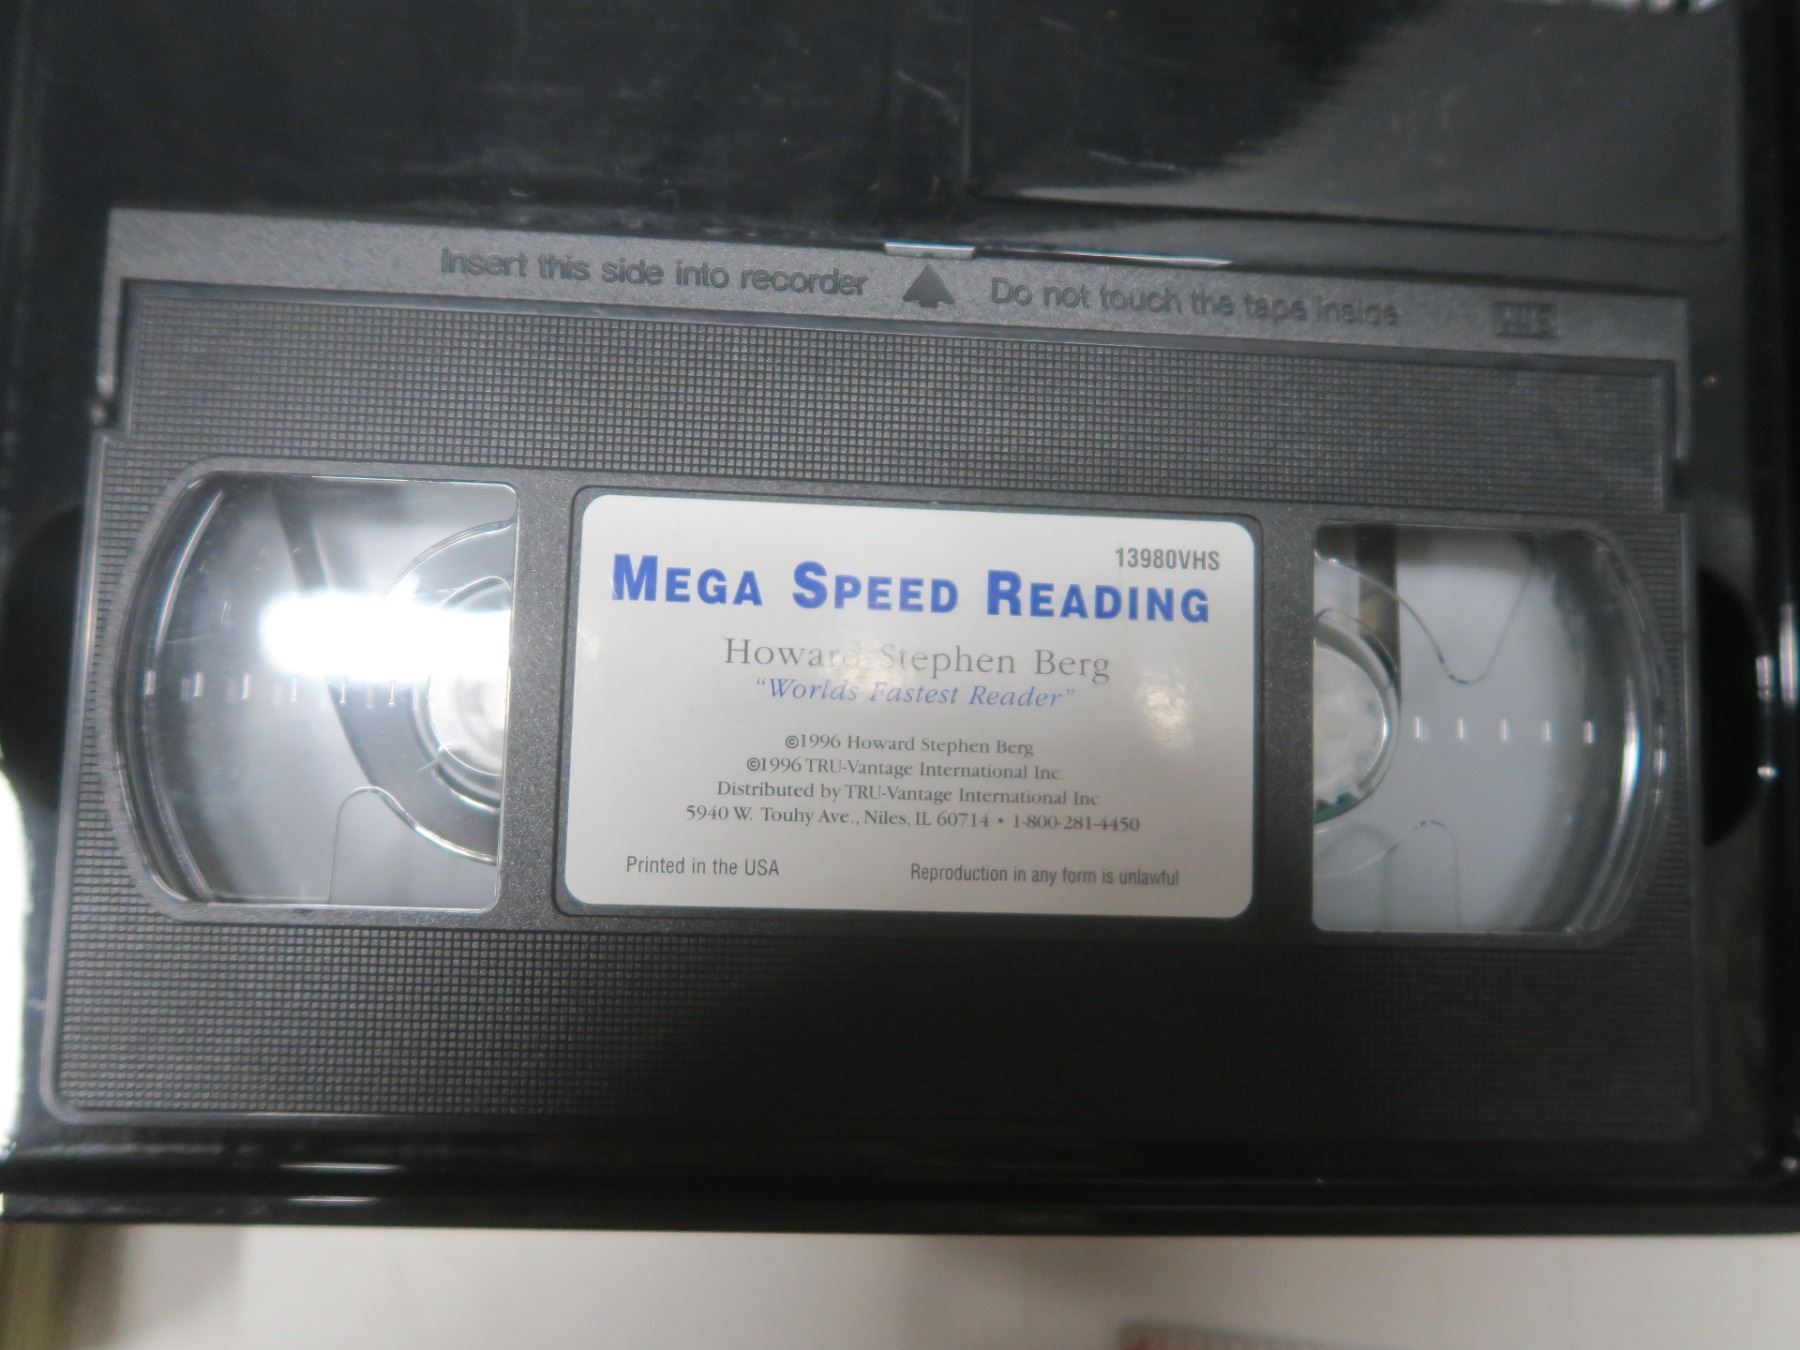 Insert this side into recorder Do not touch the tape inside VHS
13980VHS
MEGA SPEED READING
Howard Stephen Berg
"Worlds Fastest Reader"
©1996 Howard Stephen Berg
©1996 TRU-Vantage International Inc.
Distributed by TRU-Vantage International Inc.
5940 W. Touhy Ave., Niles, IL 60714 • 1-800-281-4450
Printed in the USA Reproduction in any form is unlawful